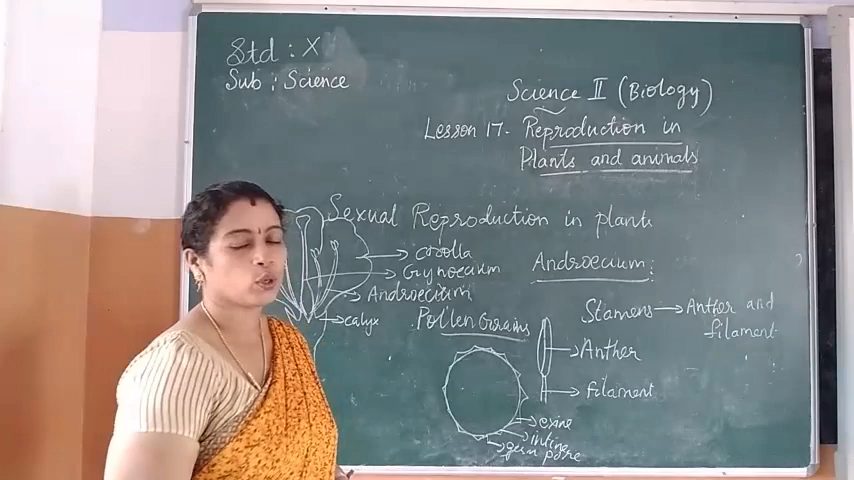 Std : X
Sub : Science
Science II (Biology)
Lesson 17. Reproduction in
Plants and animals
Sexual Reproduction in plants
corolla
Gynoecium
Androecium
calyx
Androecium:
Stamens → Anther and
filament
Pollen Grains
Anther
filament
exine
intine
germ pore